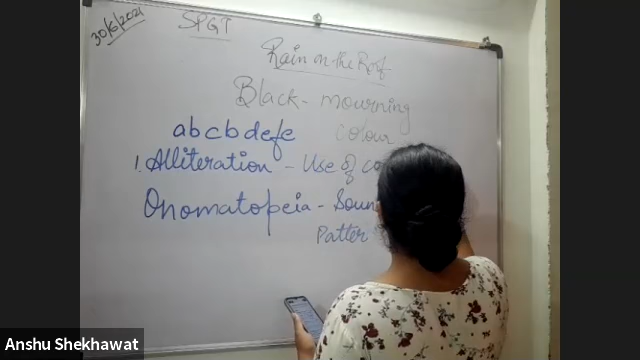 30/6/2021
SPGT
Rain on the Roof
Black - mourning
colour
abcbdefe
1. Alliteration - Use of co
Onomatopeia - Soun
Patter
Anshu Shekhawat